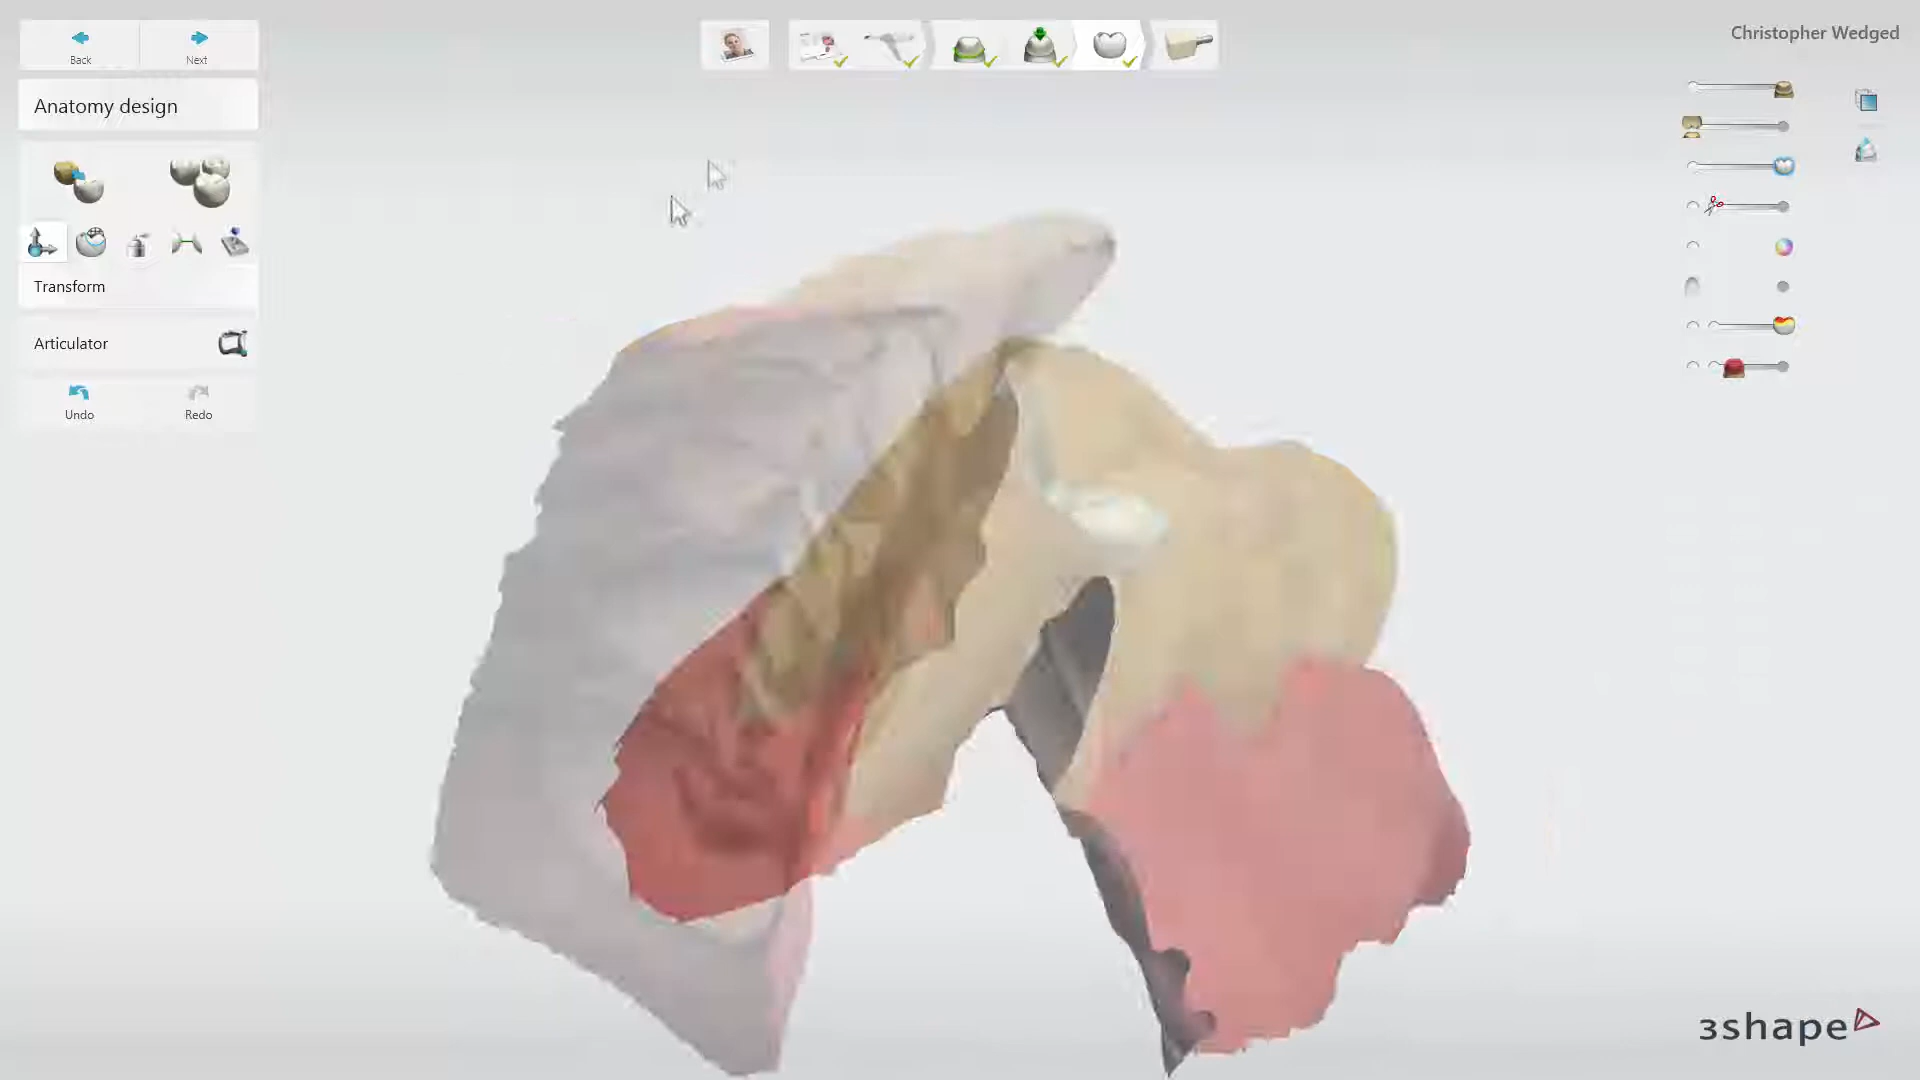 Back
Next
Christopher Wedged
Anatomy design
Transform
Articulator
Undo
Redo
3shape